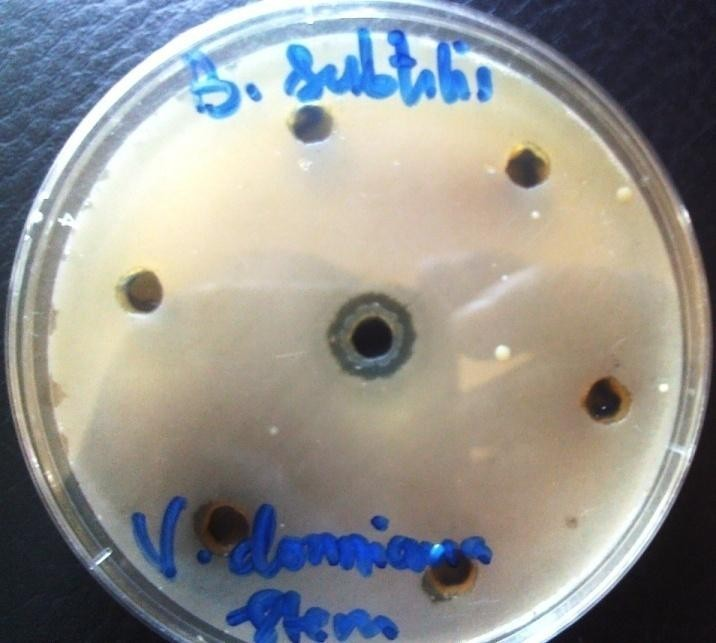 B. subtilis
V. donniana
Stem